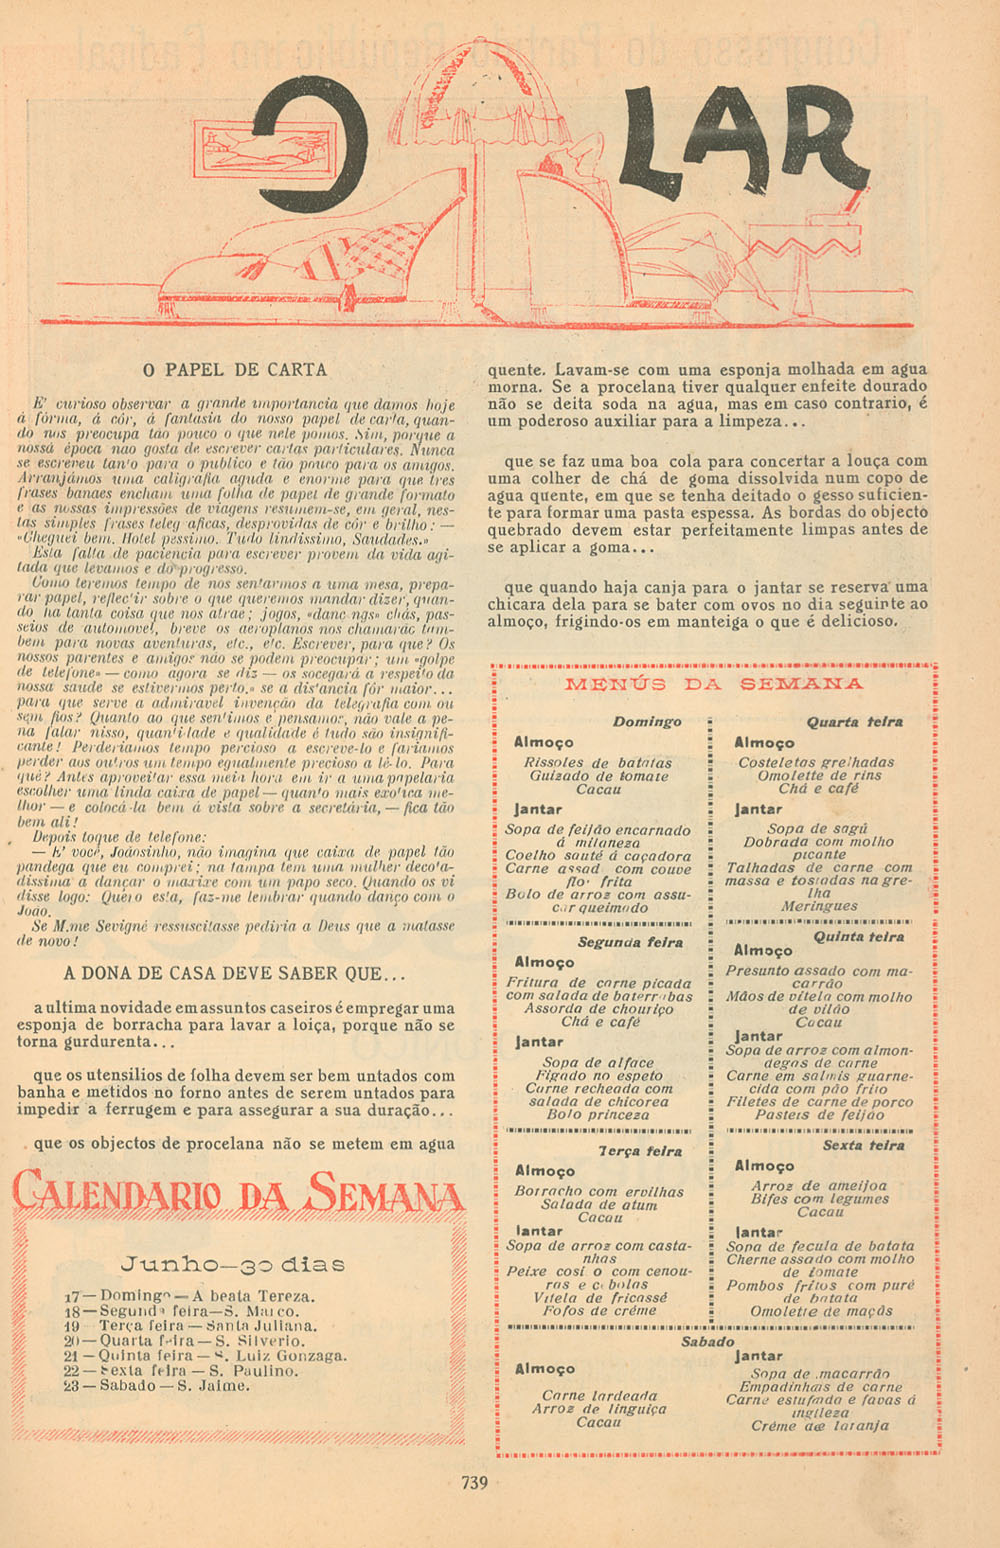 O LAR
O PAPEL DE CARTA
E' curioso observar a grande importancia que damos hoje
á fórma, á côr, á fantasia do nosso papel de carta, quan-
do nos preocupa tão pouco o que nele pomos. Sim, porque a
nossa época não gosta de escrever cartas particulares. Nunca
se escreveu tanto para o publico e tão pouco para os amigos.
Arranjámos uma caligrafia aguda e enorme para que tres
frases banaes encham uma folha de papel de grande formato
e as nossas impressões de viagens resumem-se, em geral, nes-
tas simples frases teleg aficas, desprovidas de côr e brilho: —
«Cheguei bem. Hotel pessimo. Tudo lindissimo, Saudades.»
Esta falta de paciencia para escrever provem da vida agi-
tada que levamos e do progresso.
Como teremos tempo de nos sentarmos a uma mesa, prepa-
rar papel, reflectir sobre o que queremos mandar dizer, quan-
do ha tanta coisa que nos atrae; jogos, «danc ngs» chás, pas-
seios de automovel, breve os aeroplanos nos chamarão tam-
bem para novas aventuras, etc., etc. Escrever, para que? Os
nossos parentes e amigos não se podem preocupar; um «golpe
de telefone» — como agora se diz — os socegará a respeito da
nossa saude se estivermos perto.» se a distancia fôr maior...
para que serve a admiravel invenção da telegrafia com ou
sem fios? Quanto ao que sentimos e pensamos, não vale a pe-
na falar nisso, quantidade e qualidade é tudo são insignifi-
cante! Perderiamos tempo percioso a escreve-lo e fariamos
perder aos outros um tempo egualmente precioso a lê-lo. Para
quê? Antes aproveitar essa meia hora em ir a uma papelaria
escolher uma linda caixa de papel — quanto mais exotica me-
lhor — e colocá-la bem á vista sobre a secretária, — fica tão
bem ali!
Depois toque de telefone:
— E' você, Joãosinho, não imagina que caixa de papel tão
pandega que eu comprei; na tampa tem uma mulher decota-
dissima a dançar o maxixe com um papo seco. Quando os vi
disse logo: Quero esta, faz-me lembrar quando danço com o
João.
Se M.me Sevigné ressuscitasse pediria a Deus que a matasse
de novo!
A DONA DE CASA DEVE SABER QUE...
a ultima novidade em assuntos caseiros é empregar uma
esponja de borracha para lavar a loiça, porque não se
torna gurdurenta...
que os utensilios de folha devem ser bem untados com
banha e metidos no forno antes de serem untados para
impedir a ferrugem e para assegurar a sua duração...
que os objectos de procelana não se metem em agua
CALENDARIO DA SEMANA
Junho—30 dias
17—Domingo—A beata Tereza.
18—Segunda feira—S. Marco.
19 Terça feira—Santa Juliana.
20—Quarta feira—S. Silverio.
21—Quinta feira—S. Luiz Gonzaga.
22—Sexta feira—S. Paulino.
23—Sabado—S. Jaime.
quente. Lavam-se com uma esponja molhada em agua
morna. Se a procelana tiver qualquer enfeite dourado
não se deita soda na agua, mas em caso contrario, é
um poderoso auxiliar para a limpeza...
que se faz uma boa cola para concertar a louça com
uma colher de chá de goma dissolvida num copo de
agua quente, em que se tenha deitado o gesso suficien-
te para formar uma pasta espessa. As bordas do objecto
quebrado devem estar perfeitamente limpas antes de
se aplicar a goma...
que quando haja canja para o jantar se reserva uma
chicara dela para se bater com ovos no dia seguinte ao
almoço, frigindo-os em manteiga o que é delicioso.
MENÚS DA SEMANA
Domingo
Almoço
Rissoles de batatas
Guizado de tomate
Cacau
Jantar
Sopa de feijão encarnado
á milaneza
Coelho sauté á caçadora
Carne assad com couve
flor frita
Bolo de arroz com assu-
car queimado
Segunda feira
Almoço
Fritura de carne picada
com salada de baterrabas
Assorda de chouriço
Chá e café
Jantar
Sopa de alface
Figado no espeto
Carne recheada com
salada de chicorea
Bolo princeza
Terça feira
Almoço
Borracho com ervilhas
Salada de atum
Cacau
Jantar
Sopa de arroz com casta-
nhas
Peixe cosi o com cenou-
ras e c bolas
Vitela de fricassé
Fofos de créme
Quarta feira
Almoço
Costeletas grelhadas
Omolette de rins
Chá e café
Jantar
Sopa de sagú
Dobrada com molho
picante
Talhadas de carne com
massa e tostadas na gre-
lha
Meringues
Quinta feira
Almoço
Presunto assado com ma-
carrão
Mãos de vitela com molho
de vilão
Cacau
Jantar
Sopa de arroz com almon-
degas de carne
Carne em salmis guarne-
cida com pão frito
Filetes de carne de porco
Pasteis de feijão
Sexta feira
Almoço
Arroz de ameijoa
Bifes com legumes
Cacau
Jantar
Sopa de fecula de batata
Cherne assado com molho
de tomate
Pombos fritos com puré
de batata
Omolette de maçãs
Sabado
Almoço
Carne lardeada
Arroz de linguiça
Cacau
Jantar
Sopa de macarrão
Empadinhas de carne
Carne estufada e favas á
ingleza
Créme de laranja
739